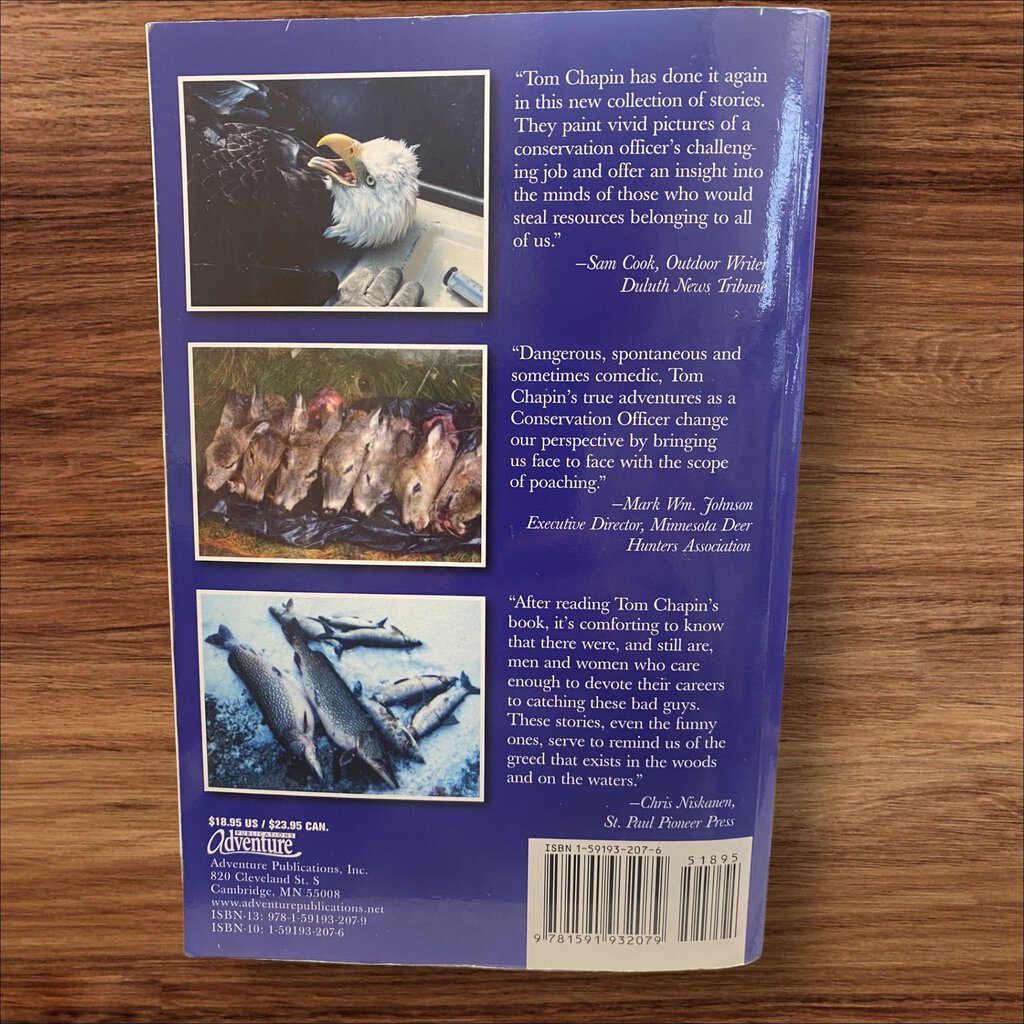 “Tom Chapin has done it again
in this new collection of stories.
They paint vivid pictures of a
conservation officer’s challeng-
ing job and offer an insight into
the minds of those who would
steal resources belonging to all
of us.”
–Sam Cook, Outdoor Writer
Duluth News Tribune
“Dangerous, spontaneous and
sometimes comedic, Tom
Chapin’s true adventures as a
Conservation Officer change
our perspective by bringing
us face to face with the scope
of poaching.”
–Mark Wm. Johnson
Executive Director, Minnesota Deer
Hunters Association
“After reading Tom Chapin’s
book, it’s comforting to know
that there were, and still are,
men and women who care
enough to devote their careers
to catching these bad guys.
These stories, even the funny
ones, serve to remind us of the
greed that exists in the woods
and on the waters.”
–Chris Niskanen,
St. Paul Pioneer Press
$18.95 US / $23.95 CAN.
PUBLICATIONS
Adventure
Adventure Publications, Inc.
820 Cleveland St. S
Cambridge, MN 55008
www.adventurepublications.net
ISBN-13: 978-1-59193-207-9
ISBN-10: 1-59193-207-6
ISBN 1-59193-207-6
51895
9 781591 932079